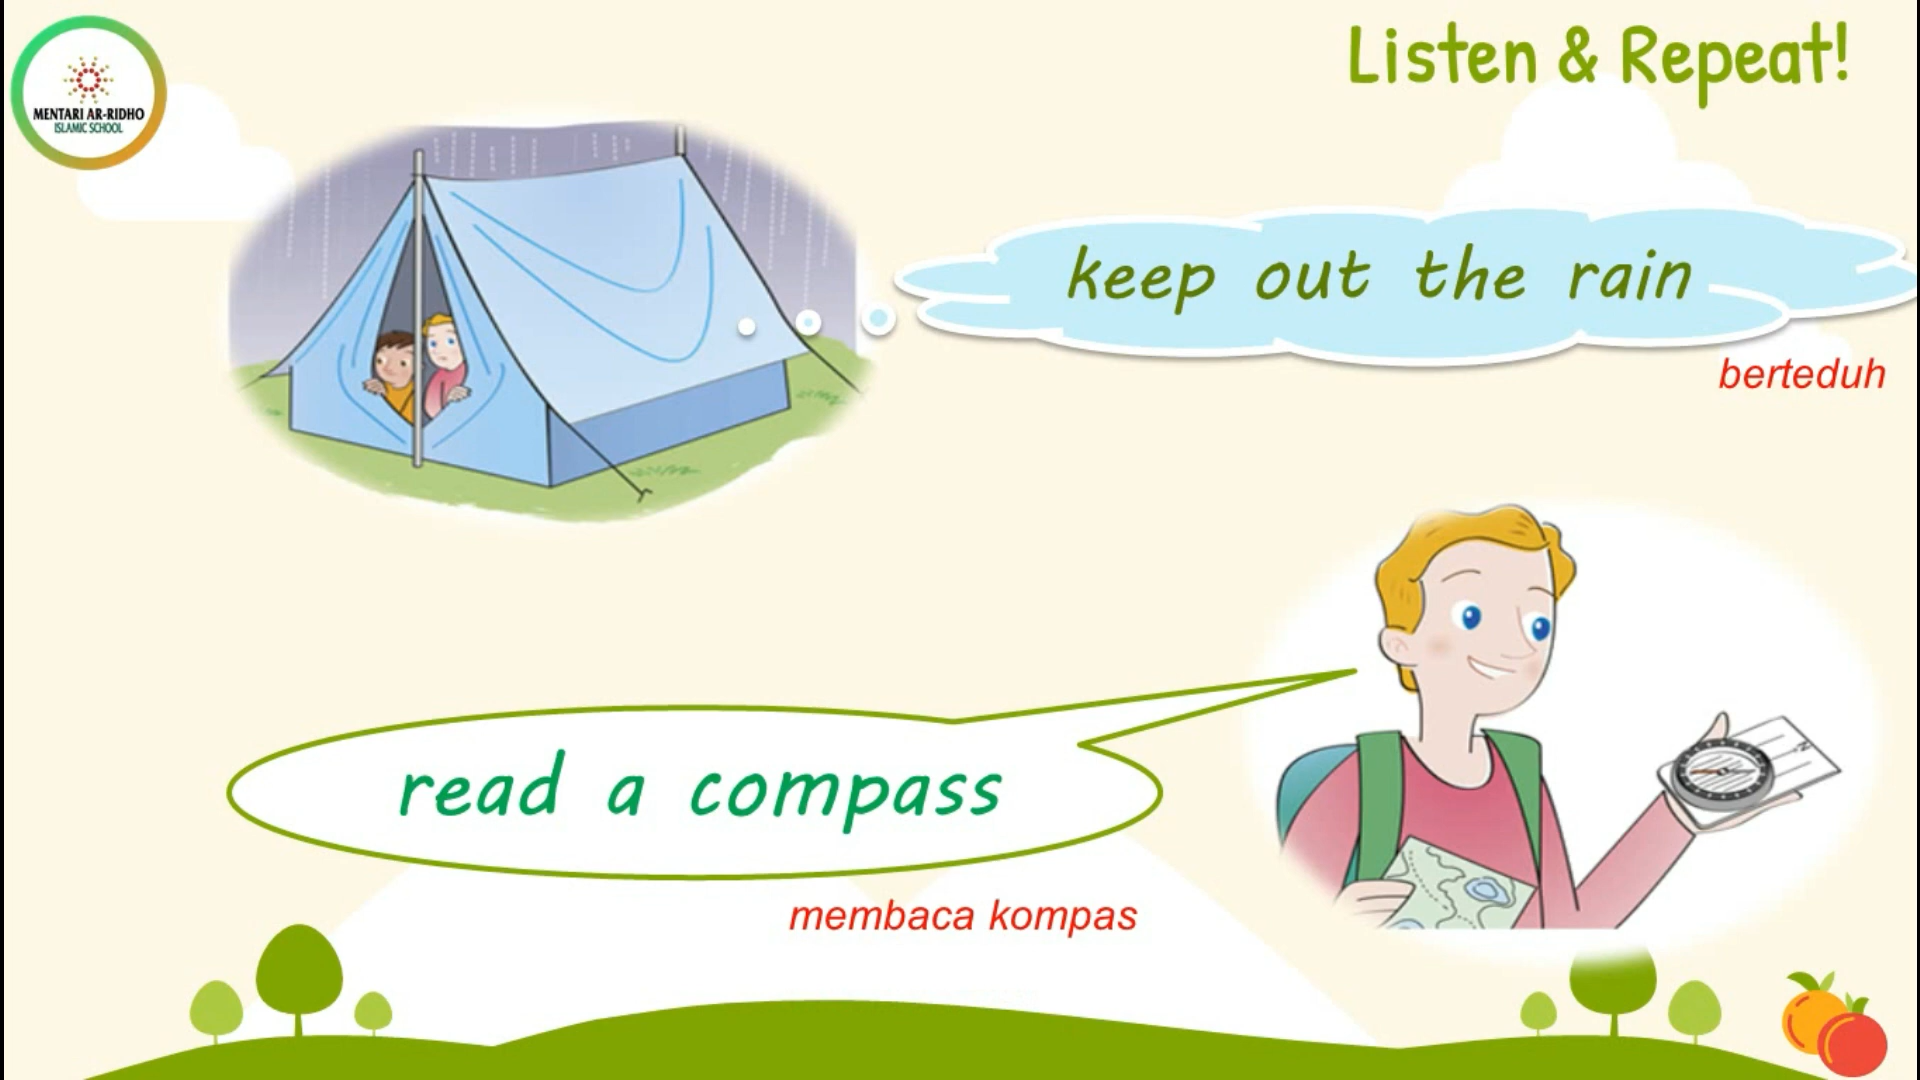 MENTARI AR-RIDHO
ISLAMIC SCHOOL
Listen & Repeat!
keep out the rain
berteduh
read a compass
membaca kompas
N